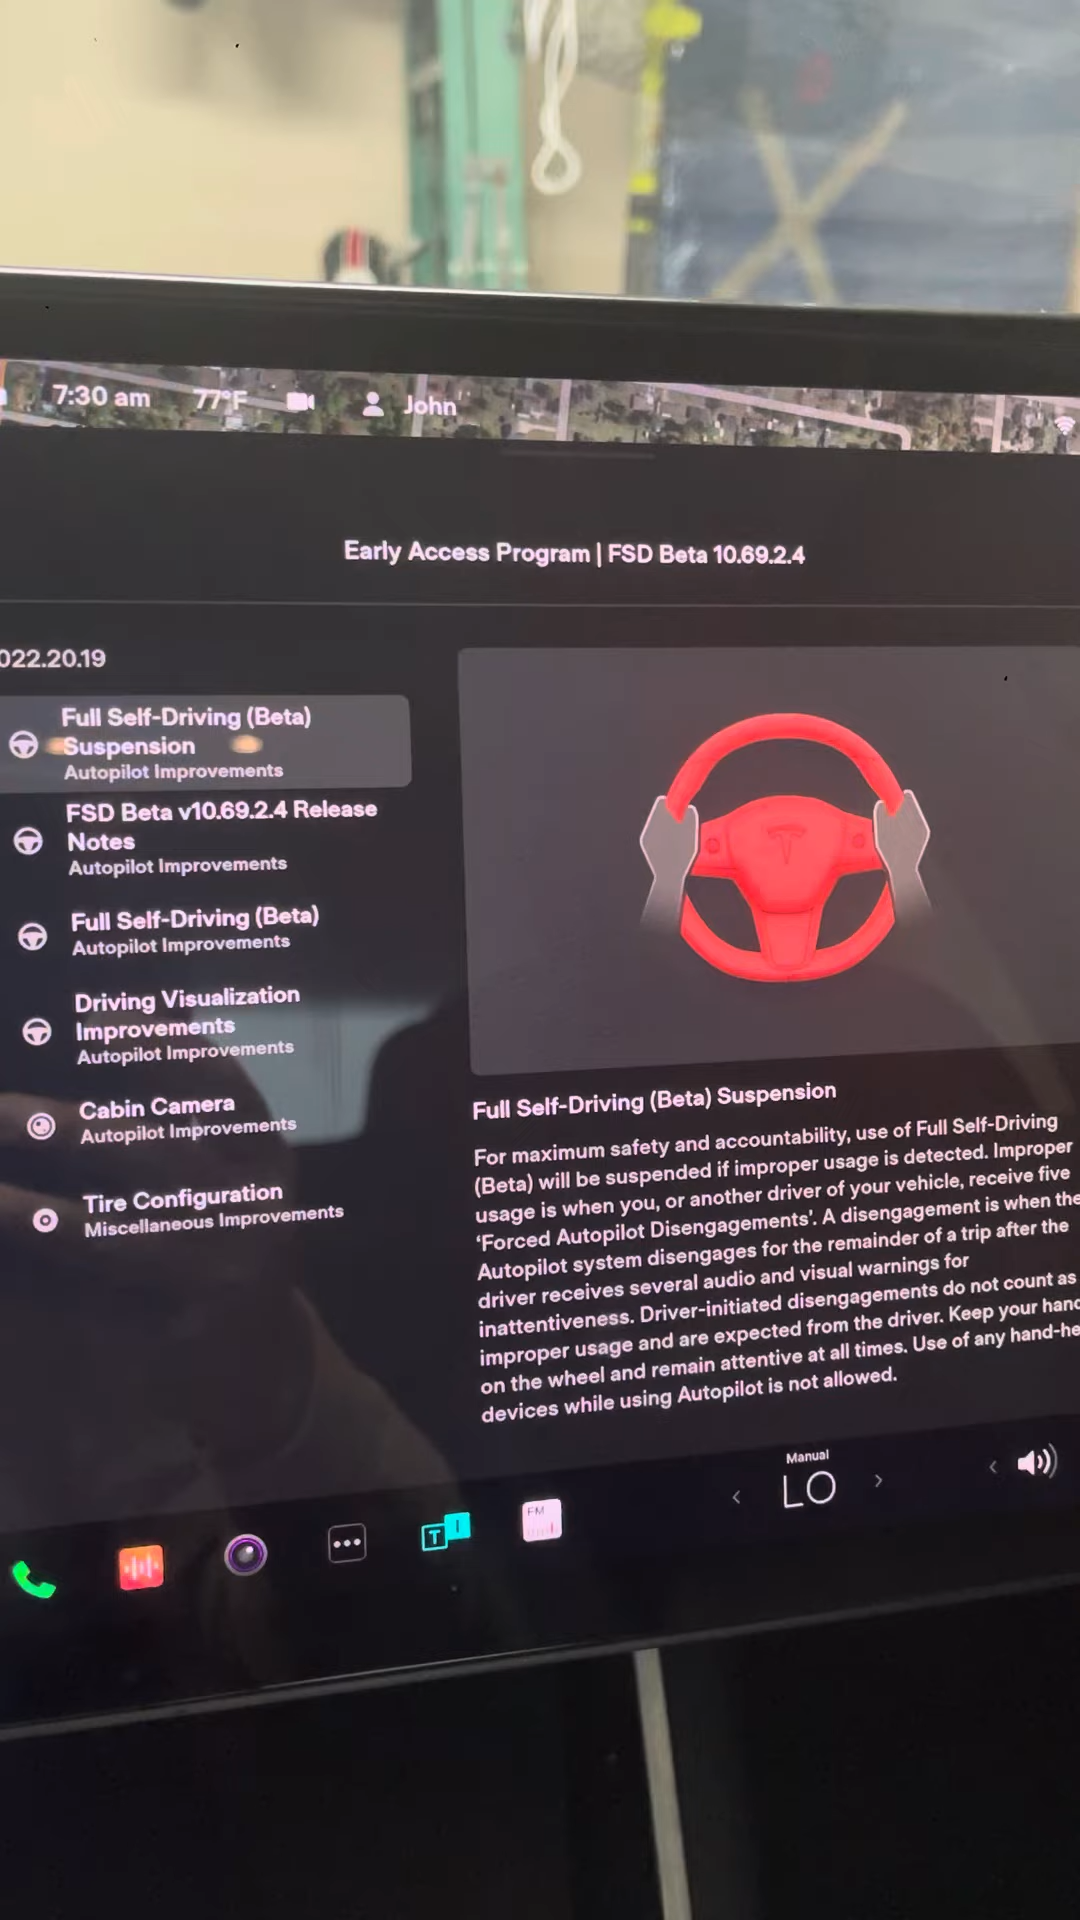 7:30 am 77°F John
Early Access Program | FSD Beta 10.69.2.4
022.20.19
Full Self-Driving (Beta)
Suspension
Autopilot Improvements
FSD Beta v10.69.2.4 Release
Notes
Autopilot Improvements
Full Self-Driving (Beta)
Autopilot Improvements
Driving Visualization
Improvements
Autopilot Improvements
Cabin Camera
Autopilot Improvements
Tire Configuration
Miscellaneous Improvements
Full Self-Driving (Beta) Suspension
For maximum safety and accountability, use of Full Self-Driving
(Beta) will be suspended if improper usage is detected. Improper
usage is when you, or another driver of your vehicle, receive five
‘Forced Autopilot Disengagements’. A disengagement is when the
Autopilot system disengages for the remainder of a trip after the
driver receives several audio and visual warnings for
inattentiveness. Driver-initiated disengagements do not count as
improper usage and are expected from the driver. Keep your hand
on the wheel and remain attentive at all times. Use of any hand-he
devices while using Autopilot is not allowed.
Manual
LO
T I
FM